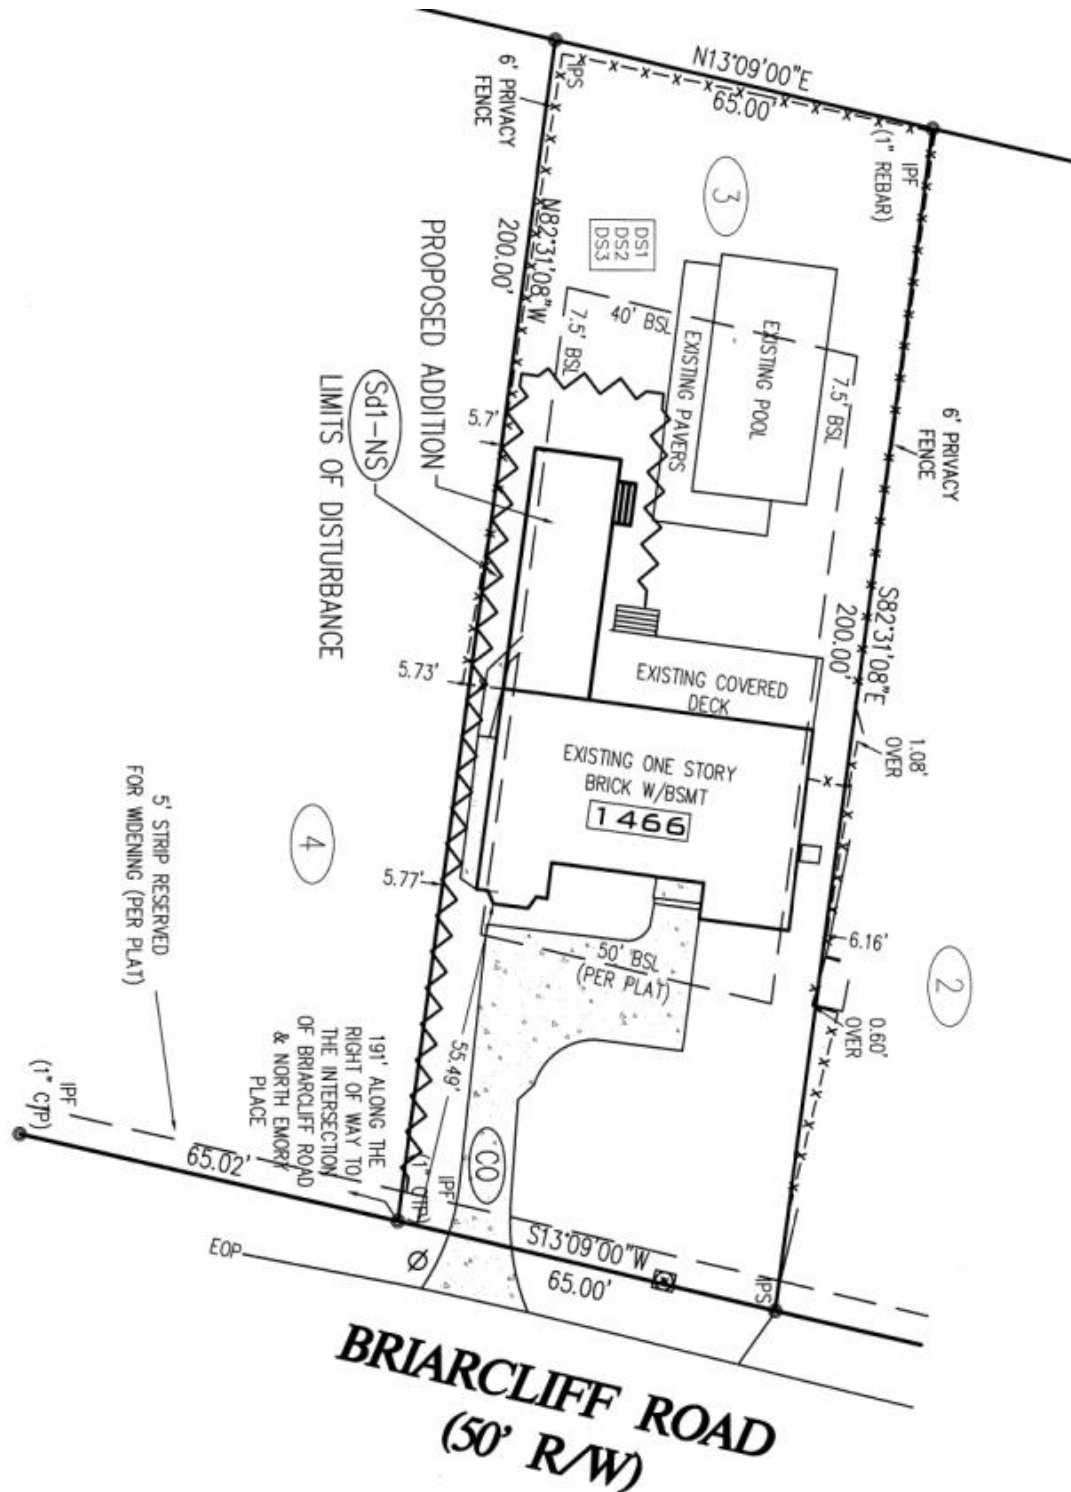 N13°09'00"E
65.00'
IPS
6' PRIVACY
FENCE
IPF
(1" REBAR)
3
DS1
DS2
DS3
N82°31'08"W
200.00'
40' BSL
7.5' BSL
EXISTING PAVERS
EXISTING POOL
7.5' BSL
6' PRIVACY
FENCE
PROPOSED ADDITION
Sd1-NS
LIMITS OF DISTURBANCE
5.7'
S82°31'08"E
200.00'
5.73'
EXISTING COVERED
DECK
1.08'
OVER
EXISTING ONE STORY
BRICK W/BSMT
1466
5' STRIP RESERVED
FOR WIDENING (PER PLAT)
4
5.77'
6.16'
2
50' BSL
(PER PLAT)
0.60'
OVER
55.49'
191' ALONG THE
RIGHT OF WAY TO
THE INTERSECTION
OF BRIARCLIFF ROAD
& NORTH EMORY
PLACE
IPF
(1" CTP)
65.02'
CO
IPF
(1" CTP)
S13°09'00"W
65.00'
IPS
EOP
BRIARCLIFF ROAD
(50' R/W)